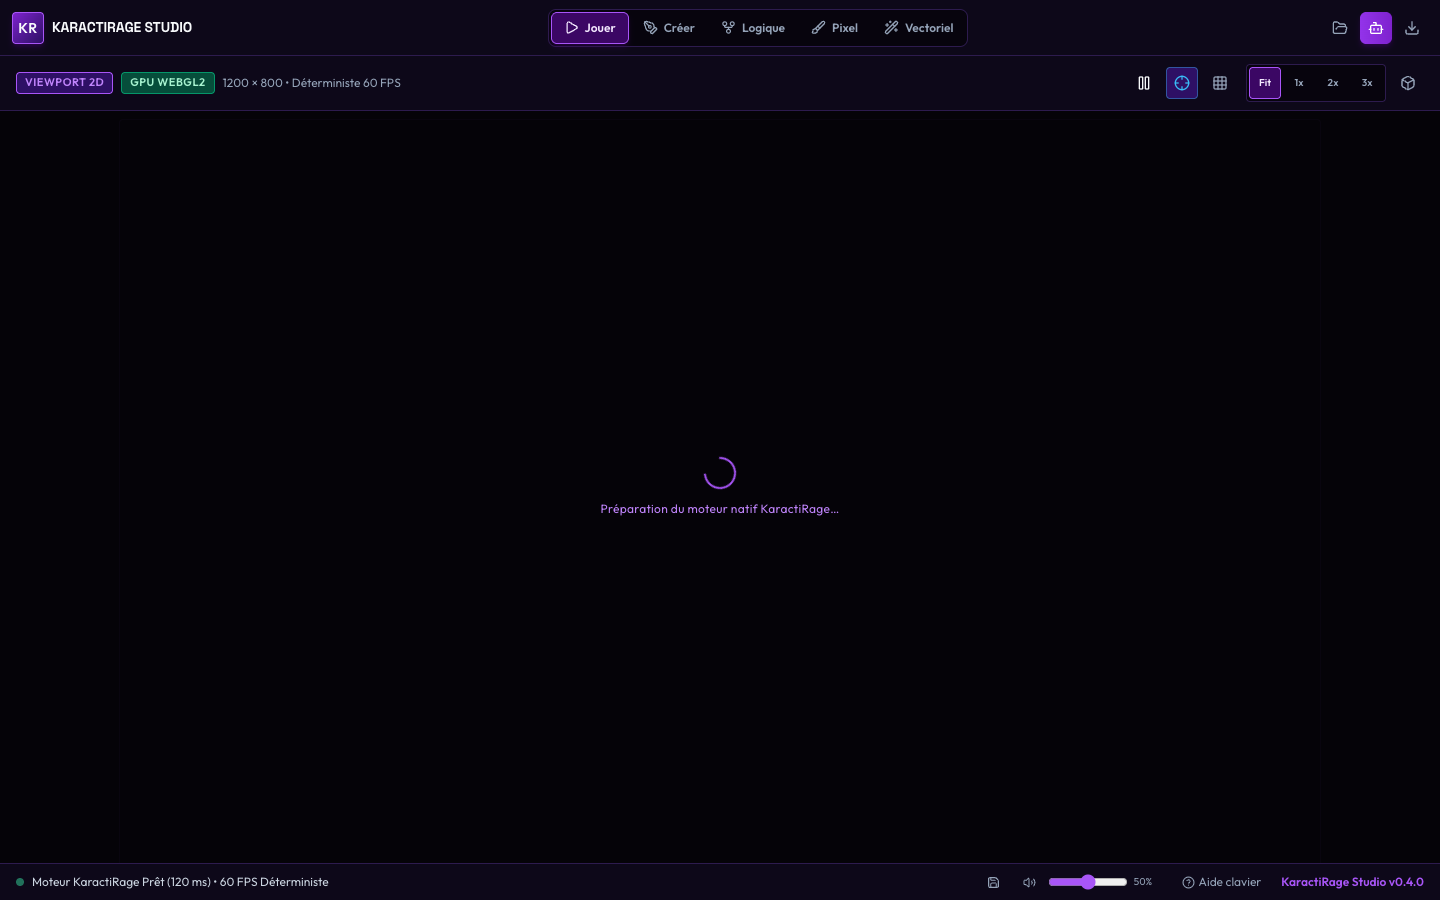 KR KARACTIRAGE STUDIO Jouer Créer Logique Pixel Vectoriel
VIEWPORT 2D GPU WEBGL2 1200 × 800 • Déterministe 60 FPS Fit 1x 2x 3x
Préparation du moteur natif KaractiRage…
Moteur KaractiRage Prêt (120 ms) • 60 FPS Déterministe 50% Aide clavier KaractiRage Studio v0.4.0